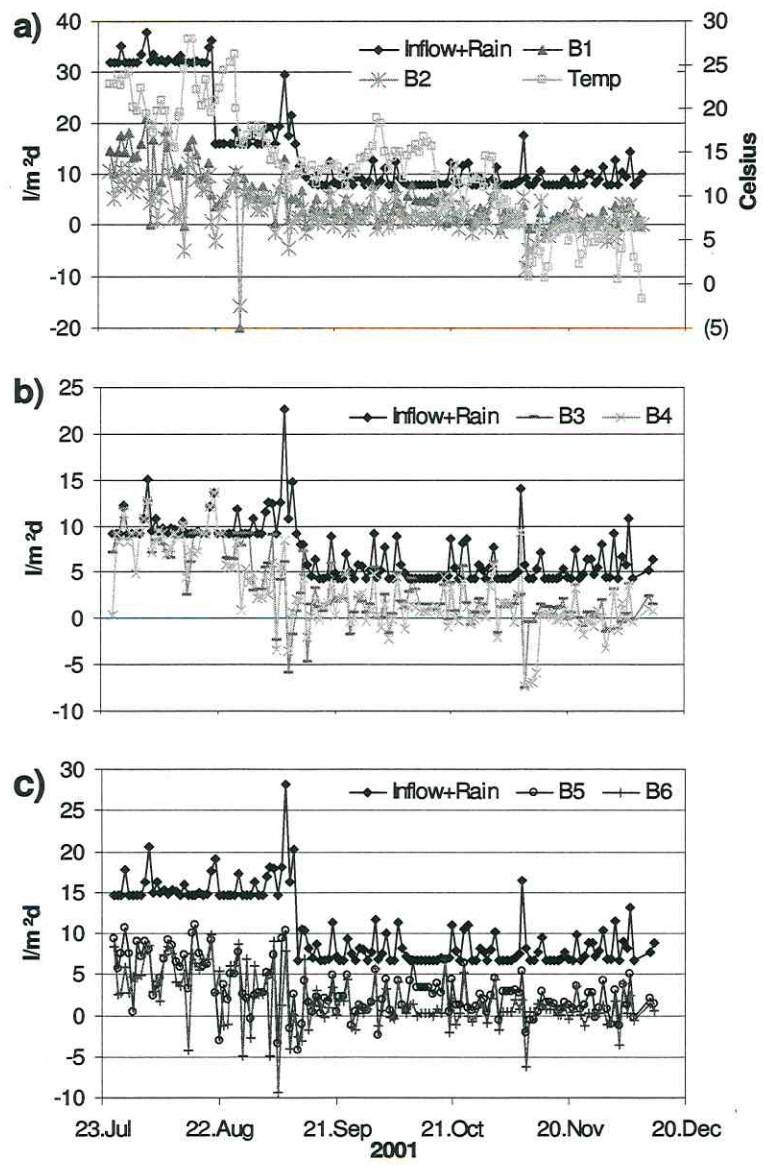 a)
Inflow+Rain
B1
B2
Temp
40
30
20
10
0
-10
-20
l/m²d
30
25
20
15
10
5
0
(5)
Celsius
b)
Inflow+Rain
B3
B4
25
20
15
10
5
0
-5
-10
l/m²d
c)
Inflow+Rain
B5
B6
30
25
20
15
10
5
0
-5
-10
l/m²d
23.Jul
22.Aug
21.Sep
21.Oct
20.Nov
20.Dec
2001